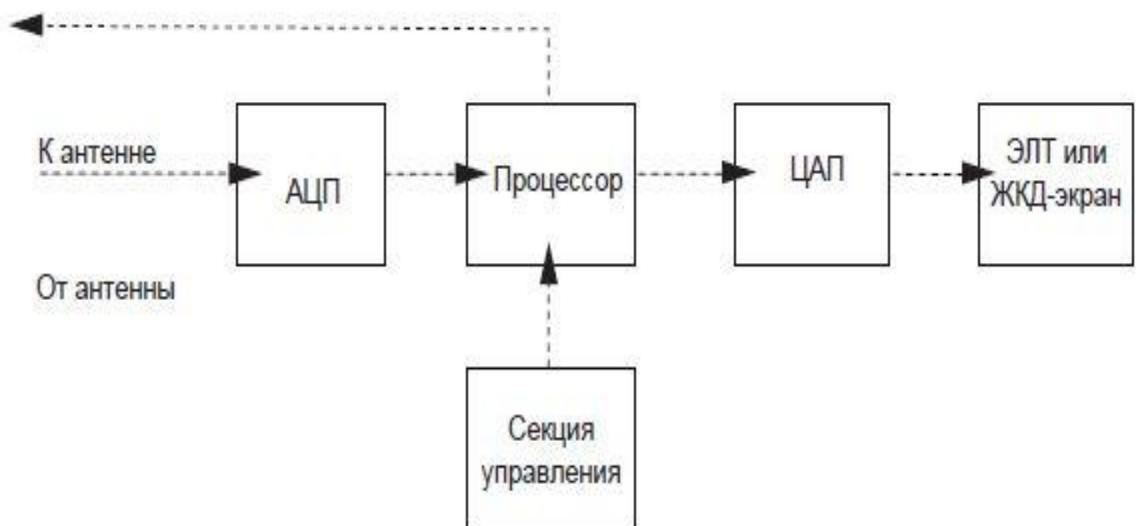 К антенне
АЦП
Процессор
ЦАП
ЭЛТ или
ЖКД-экран
От антенны
Секция
управления